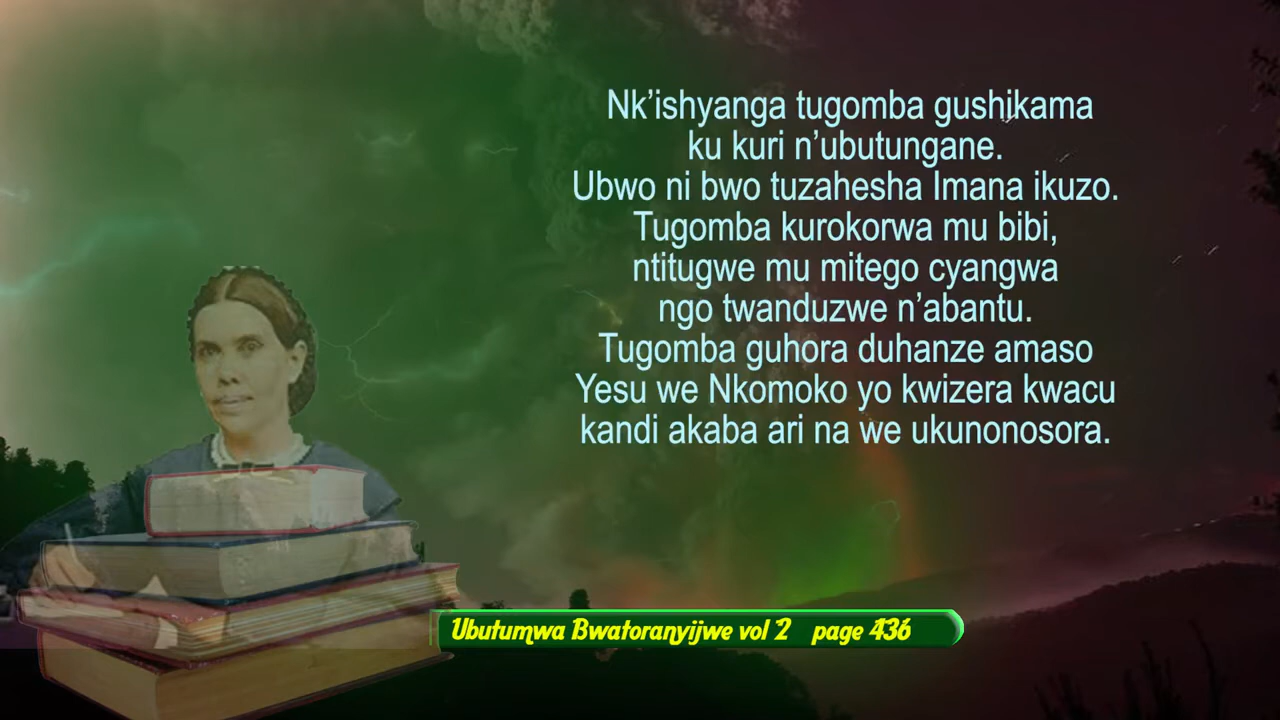 Nk’ishyanga tugomba gushikama
ku kuri n’ubutungane.
Ubwo ni bwo tuzahesha Imana ikuzo.
Tugomba kurokorwa mu bibi,
ntitugwe mu mitego cyangwa
ngo twanduzwe n’abantu.
Tugomba guhora duhanze amaso
Yesu we Nkomoko yo kwizera kwacu
kandi akaba ari na we ukunonosora.
Ubutumwa Bwatoranyijwe vol 2 page 436